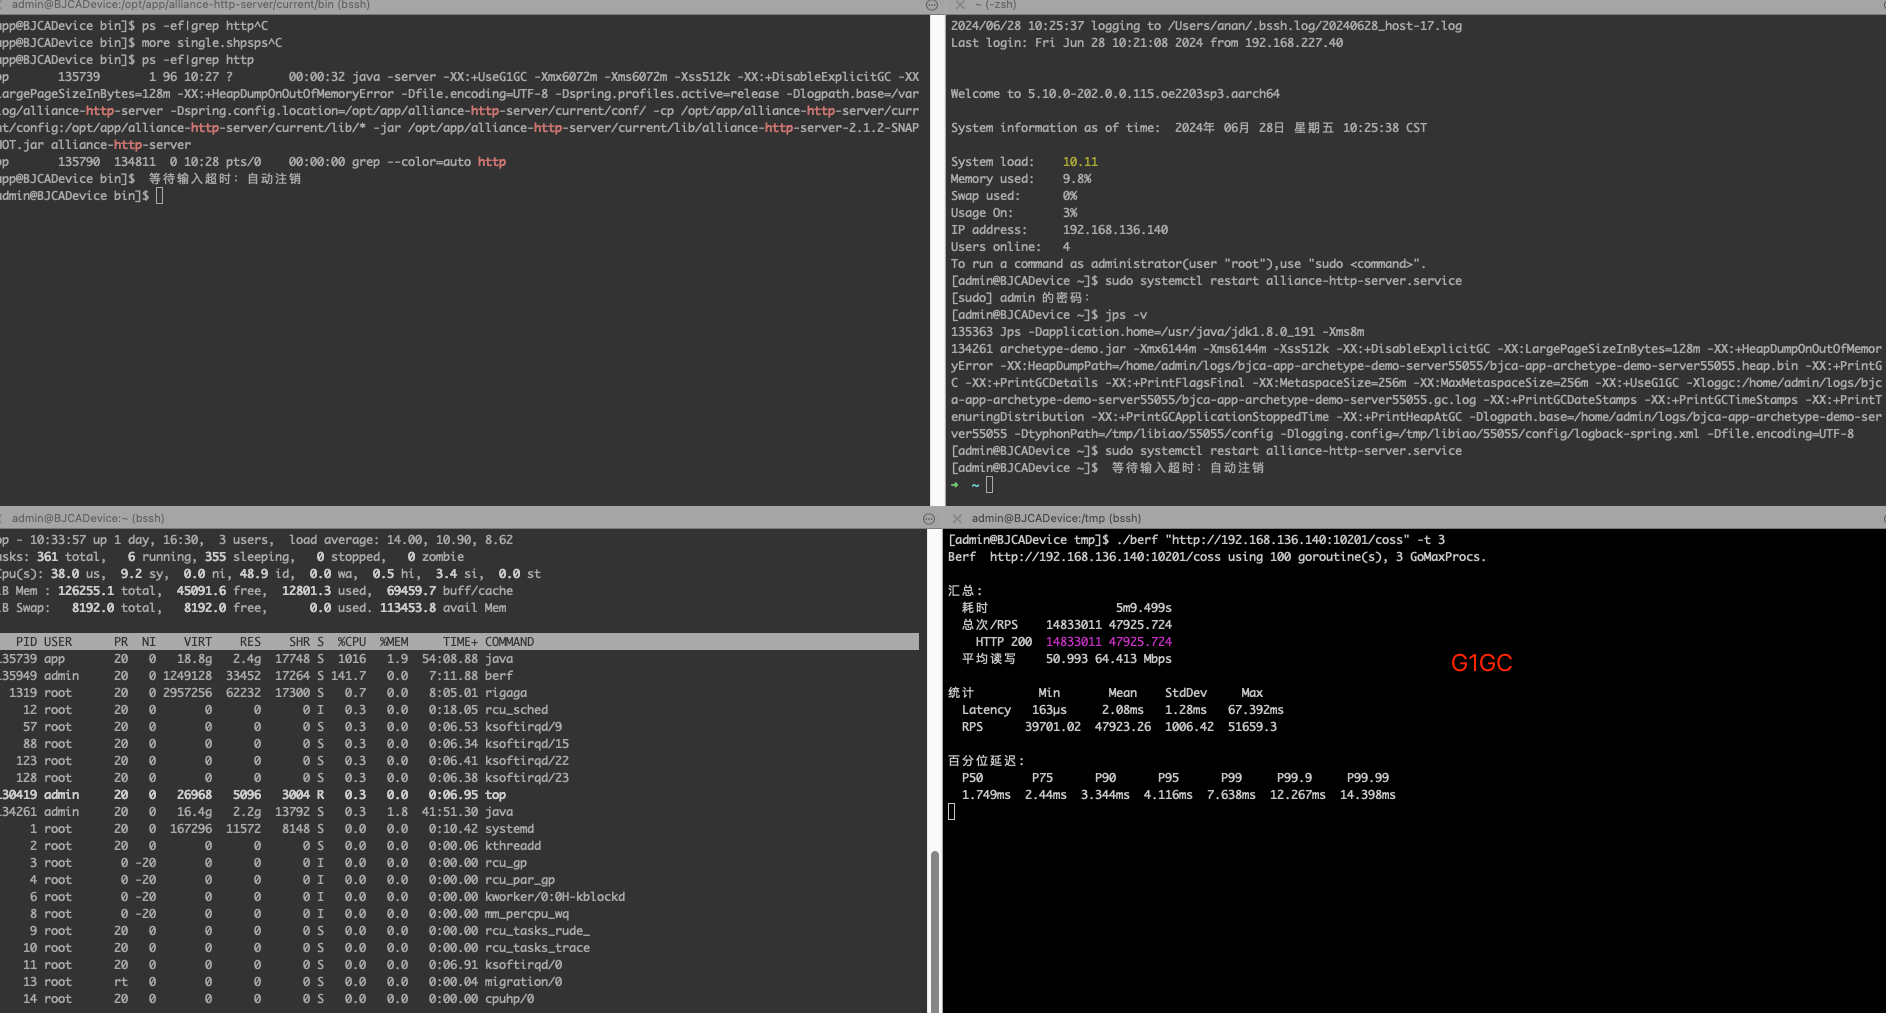 admin@BJCADevice:/opt/app/alliance-http-server/current/bin (bssh)
app@BJCADevice bin]$ ps -ef|grep http^C
app@BJCADevice bin]$ more single.shpsps^C
app@BJCADevice bin]$ ps -ef|grep http
pp 135739 1 96 10:27 ? 00:00:32 java -server -XX:+UseG1GC -Xmx6072m -Xms6072m -Xss512k -XX:+DisableExplicitGC -XX
LargePageSizeInBytes=128m -XX:+HeapDumpOnOutOfMemoryError -Dfile.encoding=UTF-8 -Dspring.profiles.active=release -Dlogpath.base=/var
log/alliance-http-server -Dspring.config.location=/opt/app/alliance-http-server/current/conf/ -cp /opt/app/alliance-http-server/curr
nt/config:/opt/app/alliance-http-server/current/lib/* -jar /opt/app/alliance-http-server/current/lib/alliance-http-server-2.1.2-SNAP
HOT.jar alliance-http-server
pp 135790 134811 0 10:28 pts/0 00:00:00 grep --color=auto http
app@BJCADevice bin]$ 等待输入超时：自动注销
admin@BJCADevice bin]$
~ (-zsh)
2024/06/28 10:25:37 logging to /Users/anan/.bssh.log/20240628_host-17.log
Last login: Fri Jun 28 10:21:08 2024 from 192.168.227.40
Welcome to 5.10.0-202.0.0.115.oe2203sp3.aarch64
System information as of time: 2024年 06月 28日 星期五 10:25:38 CST
System load: 10.11
Memory used: 9.8%
Swap used: 0%
Usage On: 3%
IP address: 192.168.136.140
Users online: 4
To run a command as administrator(user "root"),use "sudo <command>".
[admin@BJCADevice ~]$ sudo systemctl restart alliance-http-server.service
[sudo] admin 的密码：
[admin@BJCADevice ~]$ jps -v
135363 Jps -Dapplication.home=/usr/java/jdk1.8.0_191 -Xms8m
134261 archetype-demo.jar -Xmx6144m -Xms6144m -Xss512k -XX:+DisableExplicitGC -XX:LargePageSizeInBytes=128m -XX:+HeapDumpOnOutOfMemor
yError -XX:HeapDumpPath=/home/admin/logs/bjca-app-archetype-demo-server55055/bjca-app-archetype-demo-server55055.heap.bin -XX:+PrintG
C -XX:+PrintGCDetails -XX:+PrintFlagsFinal -XX:MetaspaceSize=256m -XX:MaxMetaspaceSize=256m -XX:+UseG1GC -Xloggc:/home/admin/logs/bjc
a-app-archetype-demo-server55055/bjca-app-archetype-demo-server55055.gc.log -XX:+PrintGCDateStamps -XX:+PrintGCTimeStamps -XX:+PrintT
enuringDistribution -XX:+PrintGCApplicationStoppedTime -XX:+PrintHeapAtGC -Dlogpath.base=/home/admin/logs/bjca-app-archetype-demo-ser
ver55055 -DtyphonPath=/tmp/libiao/55055/config -Dlogging.config=/tmp/libiao/55055/config/logback-spring.xml -Dfile.encoding=UTF-8
[admin@BJCADevice ~]$ sudo systemctl restart alliance-http-server.service
[admin@BJCADevice ~]$ 等待输入超时：自动注销
➜ ~
admin@BJCADevice:~ (bssh)
op - 10:33:57 up 1 day, 16:30, 3 users, load average: 14.00, 10.90, 8.62
asks: 361 total, 6 running, 355 sleeping, 0 stopped, 0 zombie
Cpu(s): 38.0 us, 9.2 sy, 0.0 ni, 48.9 id, 0.0 wa, 0.5 hi, 3.4 si, 0.0 st
iB Mem : 126255.1 total, 45091.6 free, 12801.3 used, 69459.7 buff/cache
iB Swap: 8192.0 total, 8192.0 free, 0.0 used. 113453.8 avail Mem
PID USER PR NI VIRT RES SHR S %CPU %MEM TIME+ COMMAND
135739 app 20 0 18.8g 2.4g 17748 S 1016 1.9 54:08.88 java
135949 admin 20 0 1249128 33452 17264 S 141.7 0.0 7:11.88 berf
1319 root 20 0 2957256 62232 17300 S 0.7 0.0 8:05.01 rigaga
12 root 20 0 0 0 0 I 0.3 0.0 0:18.05 rcu_sched
57 root 20 0 0 0 0 S 0.3 0.0 0:06.53 ksoftirqd/9
88 root 20 0 0 0 0 S 0.3 0.0 0:06.34 ksoftirqd/15
123 root 20 0 0 0 0 S 0.3 0.0 0:06.41 ksoftirqd/22
128 root 20 0 0 0 0 S 0.3 0.0 0:06.38 ksoftirqd/23
130419 admin 20 0 26968 5096 3004 R 0.3 0.0 0:06.95 top
134261 admin 20 0 16.4g 2.2g 13792 S 0.3 1.8 41:51.30 java
1 root 20 0 167296 11572 8148 S 0.0 0.0 0:10.42 systemd
2 root 20 0 0 0 0 S 0.0 0.0 0:00.06 kthreadd
3 root 0 -20 0 0 0 I 0.0 0.0 0:00.00 rcu_gp
4 root 0 -20 0 0 0 I 0.0 0.0 0:00.00 rcu_par_gp
6 root 0 -20 0 0 0 I 0.0 0.0 0:00.00 kworker/0:0H-kblockd
8 root 0 -20 0 0 0 I 0.0 0.0 0:00.00 mm_percpu_wq
9 root 20 0 0 0 0 S 0.0 0.0 0:00.00 rcu_tasks_rude_
10 root 20 0 0 0 0 S 0.0 0.0 0:00.00 rcu_tasks_trace
11 root 20 0 0 0 0 S 0.0 0.0 0:06.91 ksoftirqd/0
13 root rt 0 0 0 0 S 0.0 0.0 0:00.04 migration/0
14 root 20 0 0 0 0 S 0.0 0.0 0:00.00 cpuhp/0
admin@BJCADevice:/tmp (bssh)
[admin@BJCADevice tmp]$ ./berf "http://192.168.136.140:10201/coss" -t 3
Berf http://192.168.136.140:10201/coss using 100 goroutine(s), 3 GoMaxProcs.
汇总：
耗时 5m9.499s
总次/RPS 14833011 47925.724
HTTP 200 14833011 47925.724
平均读写 50.993 64.413 Mbps
G1GC
统计 Min Mean StdDev Max
Latency 163µs 2.08ms 1.28ms 67.392ms
RPS 39701.02 47923.26 1006.42 51659.3
百分位延迟：
P50 P75 P90 P95 P99 P99.9 P99.99
1.749ms 2.44ms 3.344ms 4.116ms 7.638ms 12.267ms 14.398ms